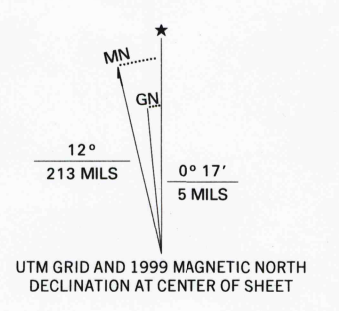 MN
GN
12°
213 MILS
0° 17′
5 MILS
UTM GRID AND 1999 MAGNETIC NORTH
DECLINATION AT CENTER OF SHEET